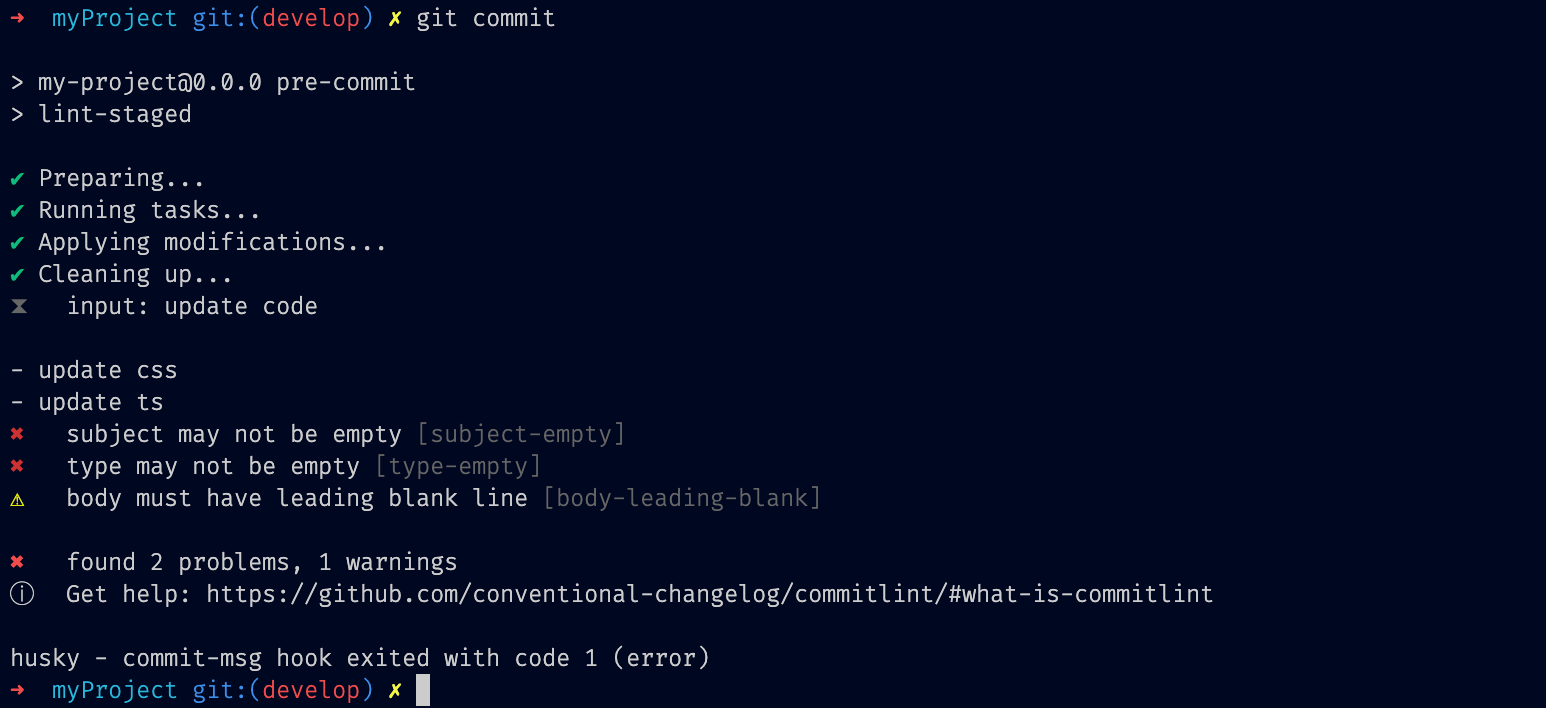 ➜  myProject git:(develop) ✗ git commit
> my-project@0.0.0 pre-commit
> lint-staged
✔ Preparing...
✔ Running tasks...
✔ Applying modifications...
✔ Cleaning up...
⧗   input: update code
- update css
- update ts
✖   subject may not be empty [subject-empty]
✖   type may not be empty [type-empty]
⚠   body must have leading blank line [body-leading-blank]
✖   found 2 problems, 1 warnings
ⓘ   Get help: https://github.com/conventional-changelog/commitlint/#what-is-commitlint
husky - commit-msg hook exited with code 1 (error)
➜  myProject git:(develop) ✗